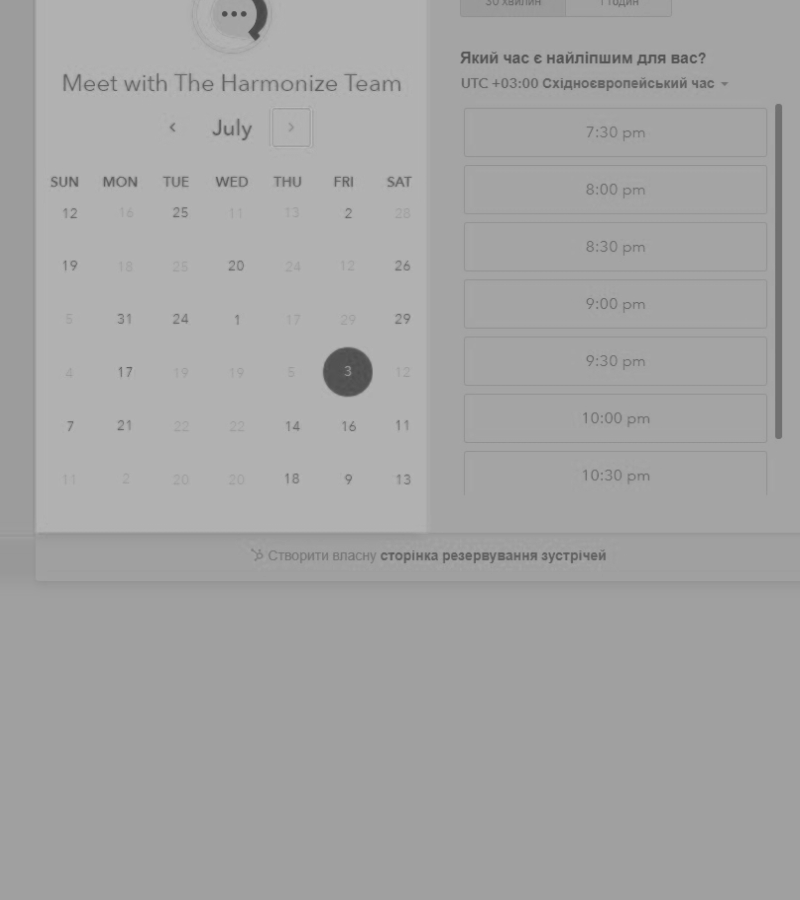 30 хвилин 1 годин
Meet with The Harmonize Team
July
SUN MON TUE WED THU FRI SAT
12 16 25 11 13 2 28
19 18 25 20 24 12 26
5 31 24 1 17 29 29
4 17 19 19 5 3 12
7 21 22 22 14 16 11
11 2 20 20 18 9 13
Який час є найліпшим для вас?
UTC +03:00 Східноєвропейський час
7:30 pm
8:00 pm
8:30 pm
9:00 pm
9:30 pm
10:00 pm
10:30 pm
Створити власну сторінка резервування зустрічей